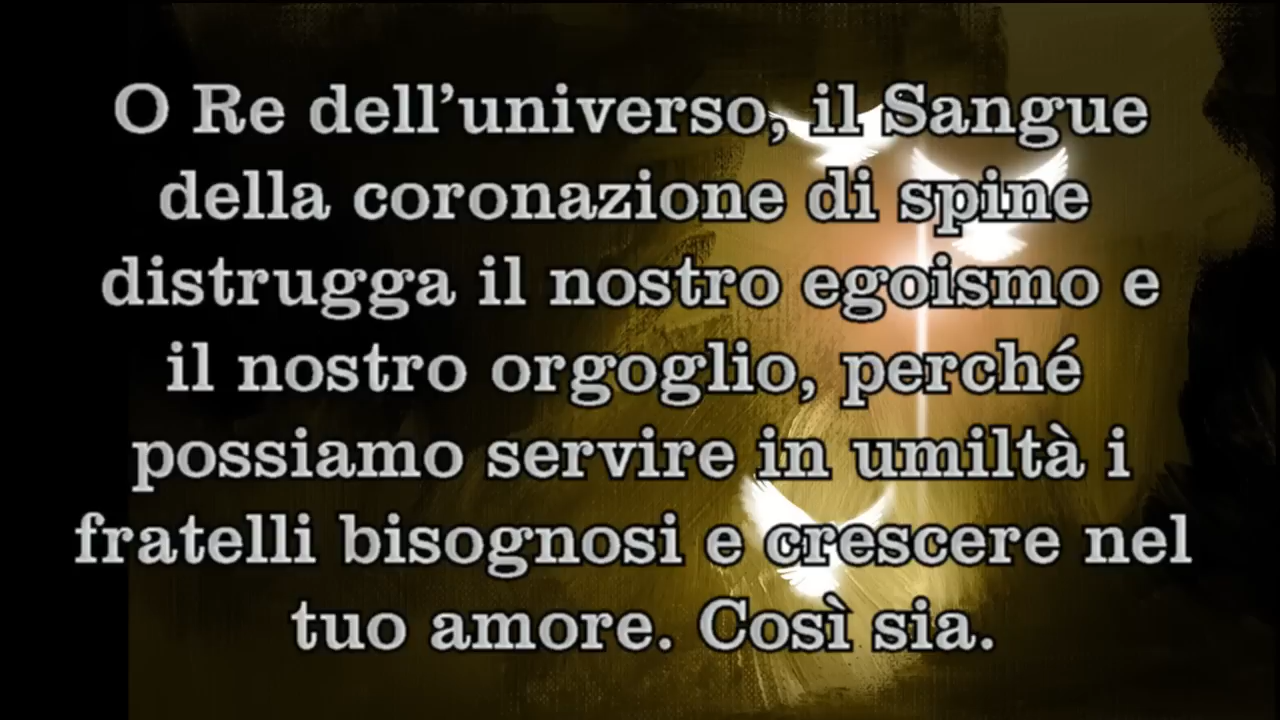 O Re dell’universo, il Sangue
della coronazione di spine
distrugga il nostro egoismo e
il nostro orgoglio, perché
possiamo servire in umiltà i
fratelli bisognosi e crescere nel
tuo amore. Così sia.